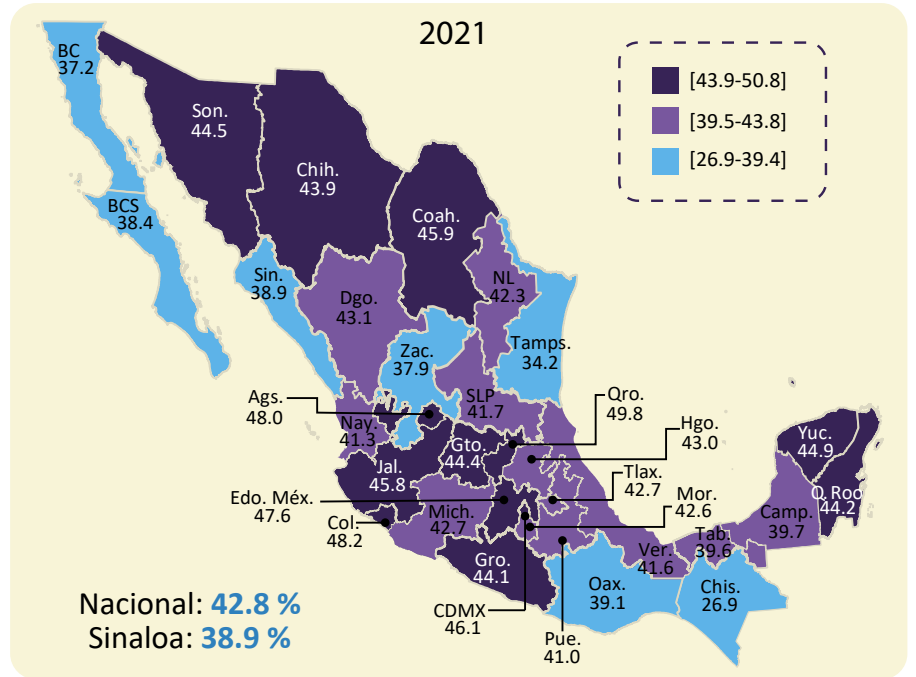 2021
[43.9-50.8]
[39.5-43.8]
[26.9-39.4]
BC
37.2
Son.
44.5
Chih.
43.9
BCS
38.4
Coah.
45.9
Sin.
38.9
NL
42.3
Dgo.
43.1
Tamps.
34.2
Zac.
37.9
Ags.
48.0
SLP
41.7
Qro.
49.8
Nay.
41.3
Hgo.
43.0
Gto.
44.4
Yuc.
44.9
Jal.
45.8
Tlax.
42.7
Q.Roo
44.2
Edo. Méx.
47.6
Mor.
42.6
Mich.
42.7
Camp.
39.7
Col.
48.2
Tab.
39.6
Ver.
41.6
Gro.
44.1
Oax.
39.1
Chis.
26.9
CDMX
46.1
Pue.
41.0
Nacional: 42.8 %
Sinaloa: 38.9 %